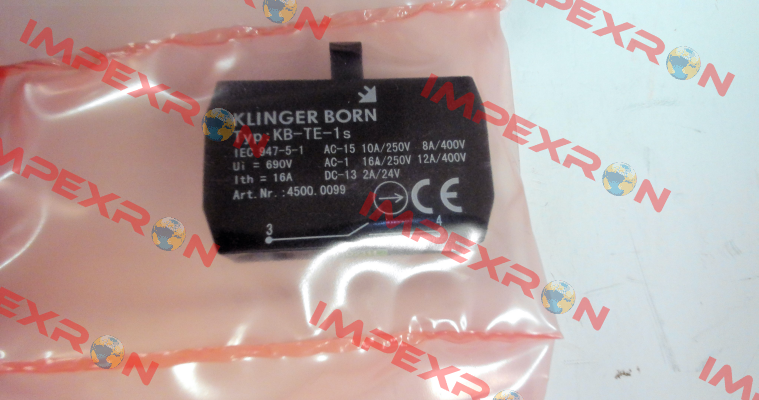 KLINGER BORN
Typ: KB-TE-1s
IEC 947-5-1 AC-15 10A/250V 8A/400V
Ui = 690V AC-1 16A/250V 12A/400V
Ith = 16A DC-13 2A/24V
Art.Nr.:4500.0099
CE
3 4
IMPEXRON
IMPEXRON
IMPEXRON
IMPEXRON
IMPEXRON
IMPEXRON
IMPEXRON
IMPEXRON